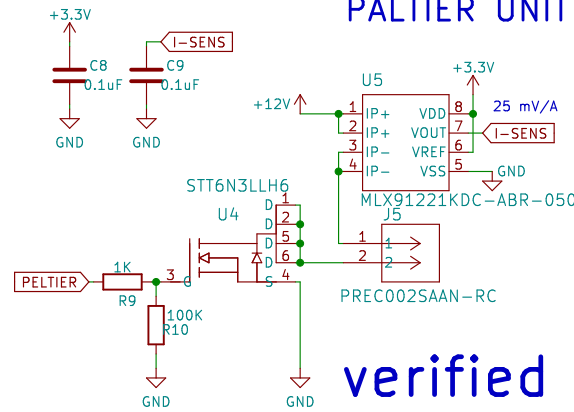 PALTIER UNIT
+3.3V
I-SENS
C8
0.1uF
C9
0.1uF
GND
GND
+12V
U5
+3.3V
25 mV/A
1 IP+ VDD 8
2 IP+ VOUT 7
I-SENS
3 IP- VREF 6
4 IP- VSS 5
GND
MLX91221KDC-ABR-050
STT6N3LLH6
U4
D 1
D 2
D 5
D 6
S 4
J5
1 1
2 2
PREC002SAAN-RC
PELTIER
1K
R9
3 G
100K
R10
GND
GND
verified